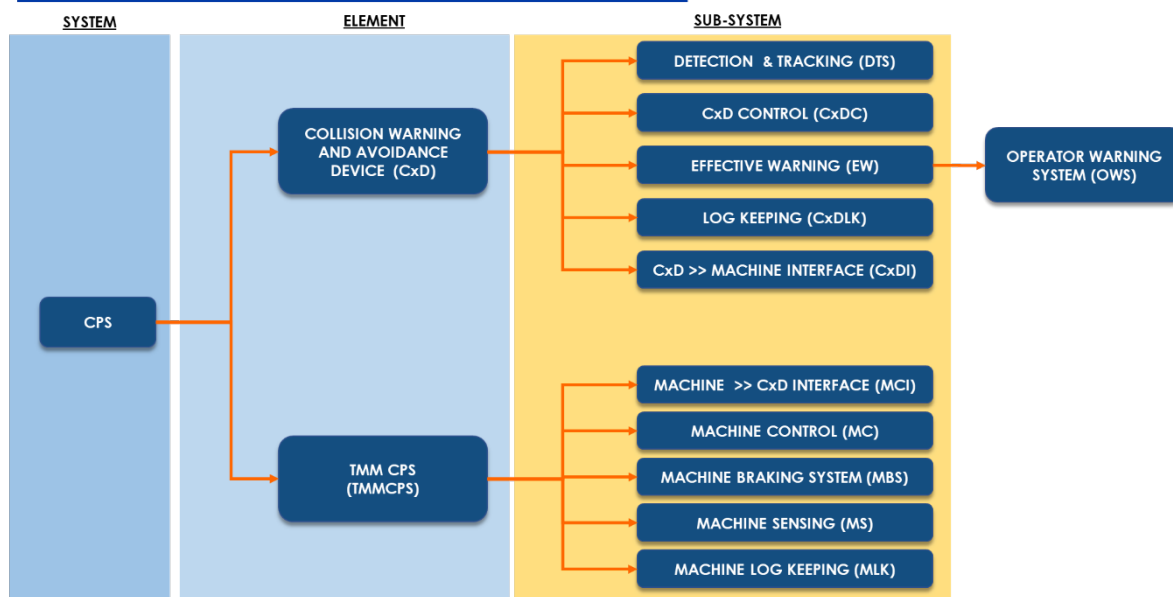 SYSTEM
ELEMENT
SUB-SYSTEM
DETECTION & TRACKING (DTS)
CxD CONTROL (CxDC)
COLLISION WARNING
AND AVOIDANCE
DEVICE (CxD)
EFFECTIVE WARNING (EW)
OPERATOR WARNING
SYSTEM (OWS)
LOG KEEPING (CxDLK)
CxD >> MACHINE INTERFACE (CxDI)
CPS
MACHINE >> CxD INTERFACE (MCI)
MACHINE CONTROL (MC)
TMM CPS
(TMMCPS)
MACHINE BRAKING SYSTEM (MBS)
MACHINE SENSING (MS)
MACHINE LOG KEEPING (MLK)